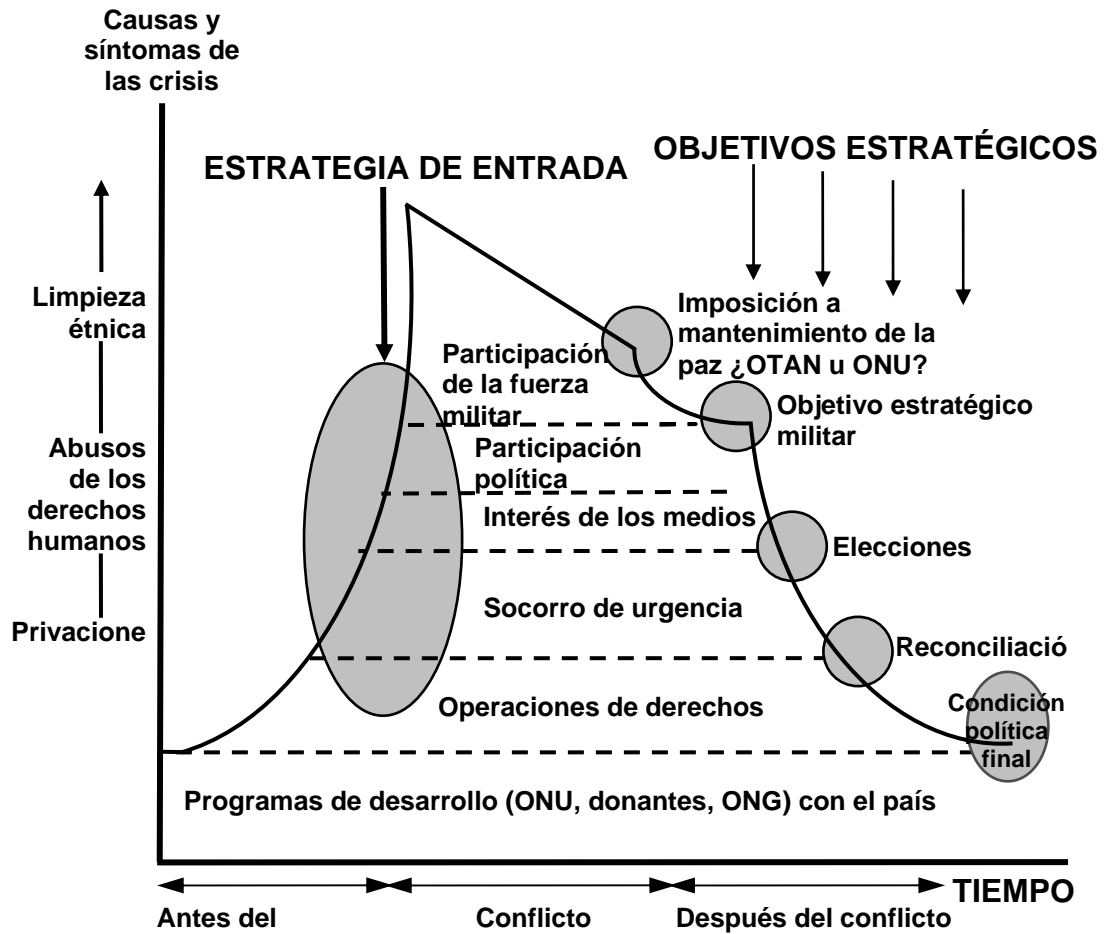 Causas y
síntomas de
las crisis
ESTRATEGIA DE ENTRADA
OBJETIVOS ESTRATÉGICOS
Limpieza
étnica
Abusos
de los
derechos
humanos
Privacione
Participación
de la fuerza
militar
Participación
política
Interés de los medios
Socorro de urgencia
Operaciones de derechos
Programas de desarrollo (ONU, donantes, ONG) con el país
Imposición a
mantenimiento de la
paz ¿OTAN u ONU?
Objetivo estratégico
militar
Elecciones
Reconciliació
Condición
política
final
TIEMPO
Antes del
Conflicto
Después del conflicto